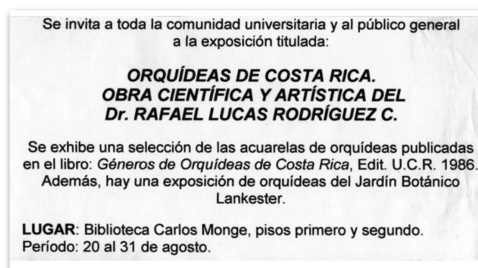 Se invita a toda la comunidad universitaria y al público general
a la exposición titulada:
ORQUÍDEAS DE COSTA RICA.
OBRA CIENTÍFICA Y ARTÍSTICA DEL
Dr. RAFAEL LUCAS RODRÍGUEZ C.
Se exhibe una selección de las acuarelas de orquídeas publicadas
en el libro: Géneros de Orquídeas de Costa Rica, Edit. U.C.R. 1986.
Además, hay una exposición de orquídeas del Jardín Botánico
Lankester.
LUGAR: Biblioteca Carlos Monge, pisos primero y segundo.
Período: 20 al 31 de agosto.